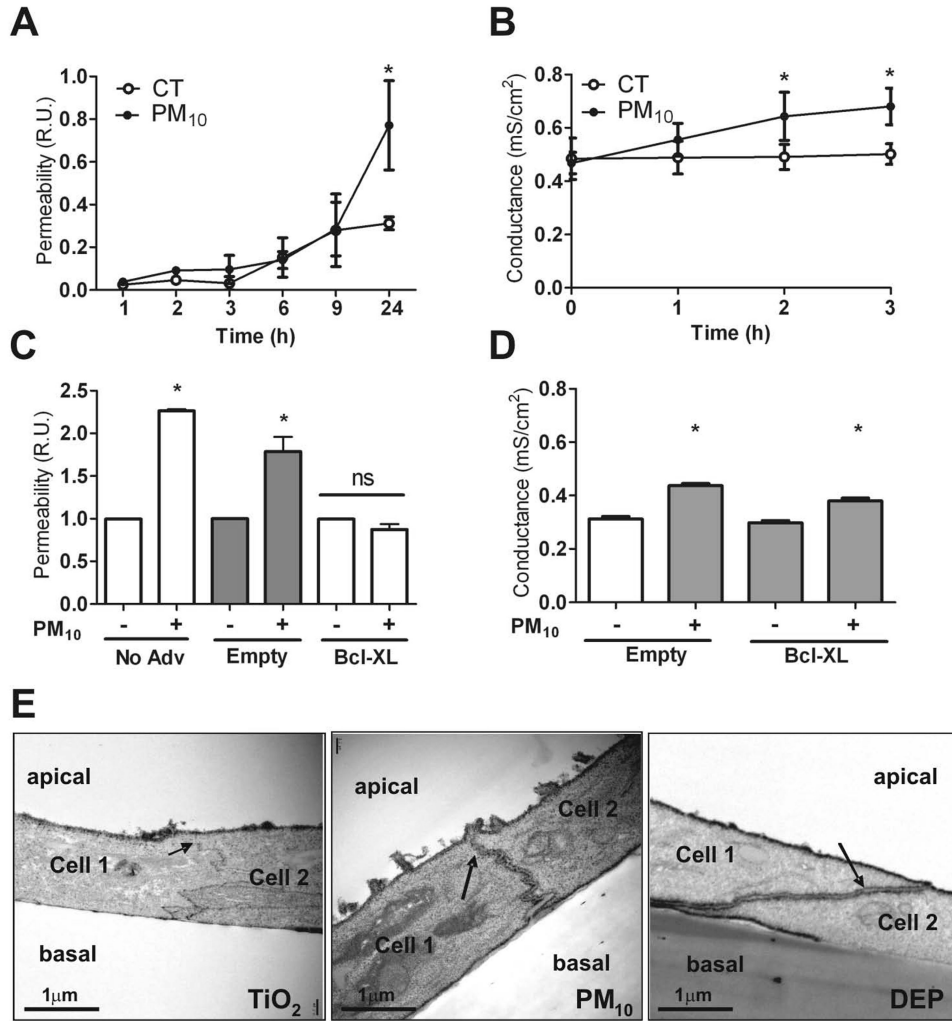 A
Permeability (R.U.)
1.0
0.8
0.6
0.4
0.2
0.0
CT
PM10
*
1 2 3 6 9 24
Time (h)
B
Conductance (mS/cm²)
0.8
0.6
0.4
0.2
0.0
CT
PM10
* *
0 1 2 3
Time (h)
C
Permeability (R.U.)
2.5
2.0
1.5
1.0
0.5
0.0
* * ns
PM10 - + - + - +
No Adv Empty Bcl-XL
D
Conductance (mS/cm²)
0.8
0.6
0.4
0.2
0.0
* *
PM10 - + - +
Empty Bcl-XL
E
apical
Cell 1
Cell 2
basal
1μm
TiO2
apical
Cell 2
Cell 1
basal
1μm
PM10
apical
Cell 1
Cell 2
basal
1μm
DEP